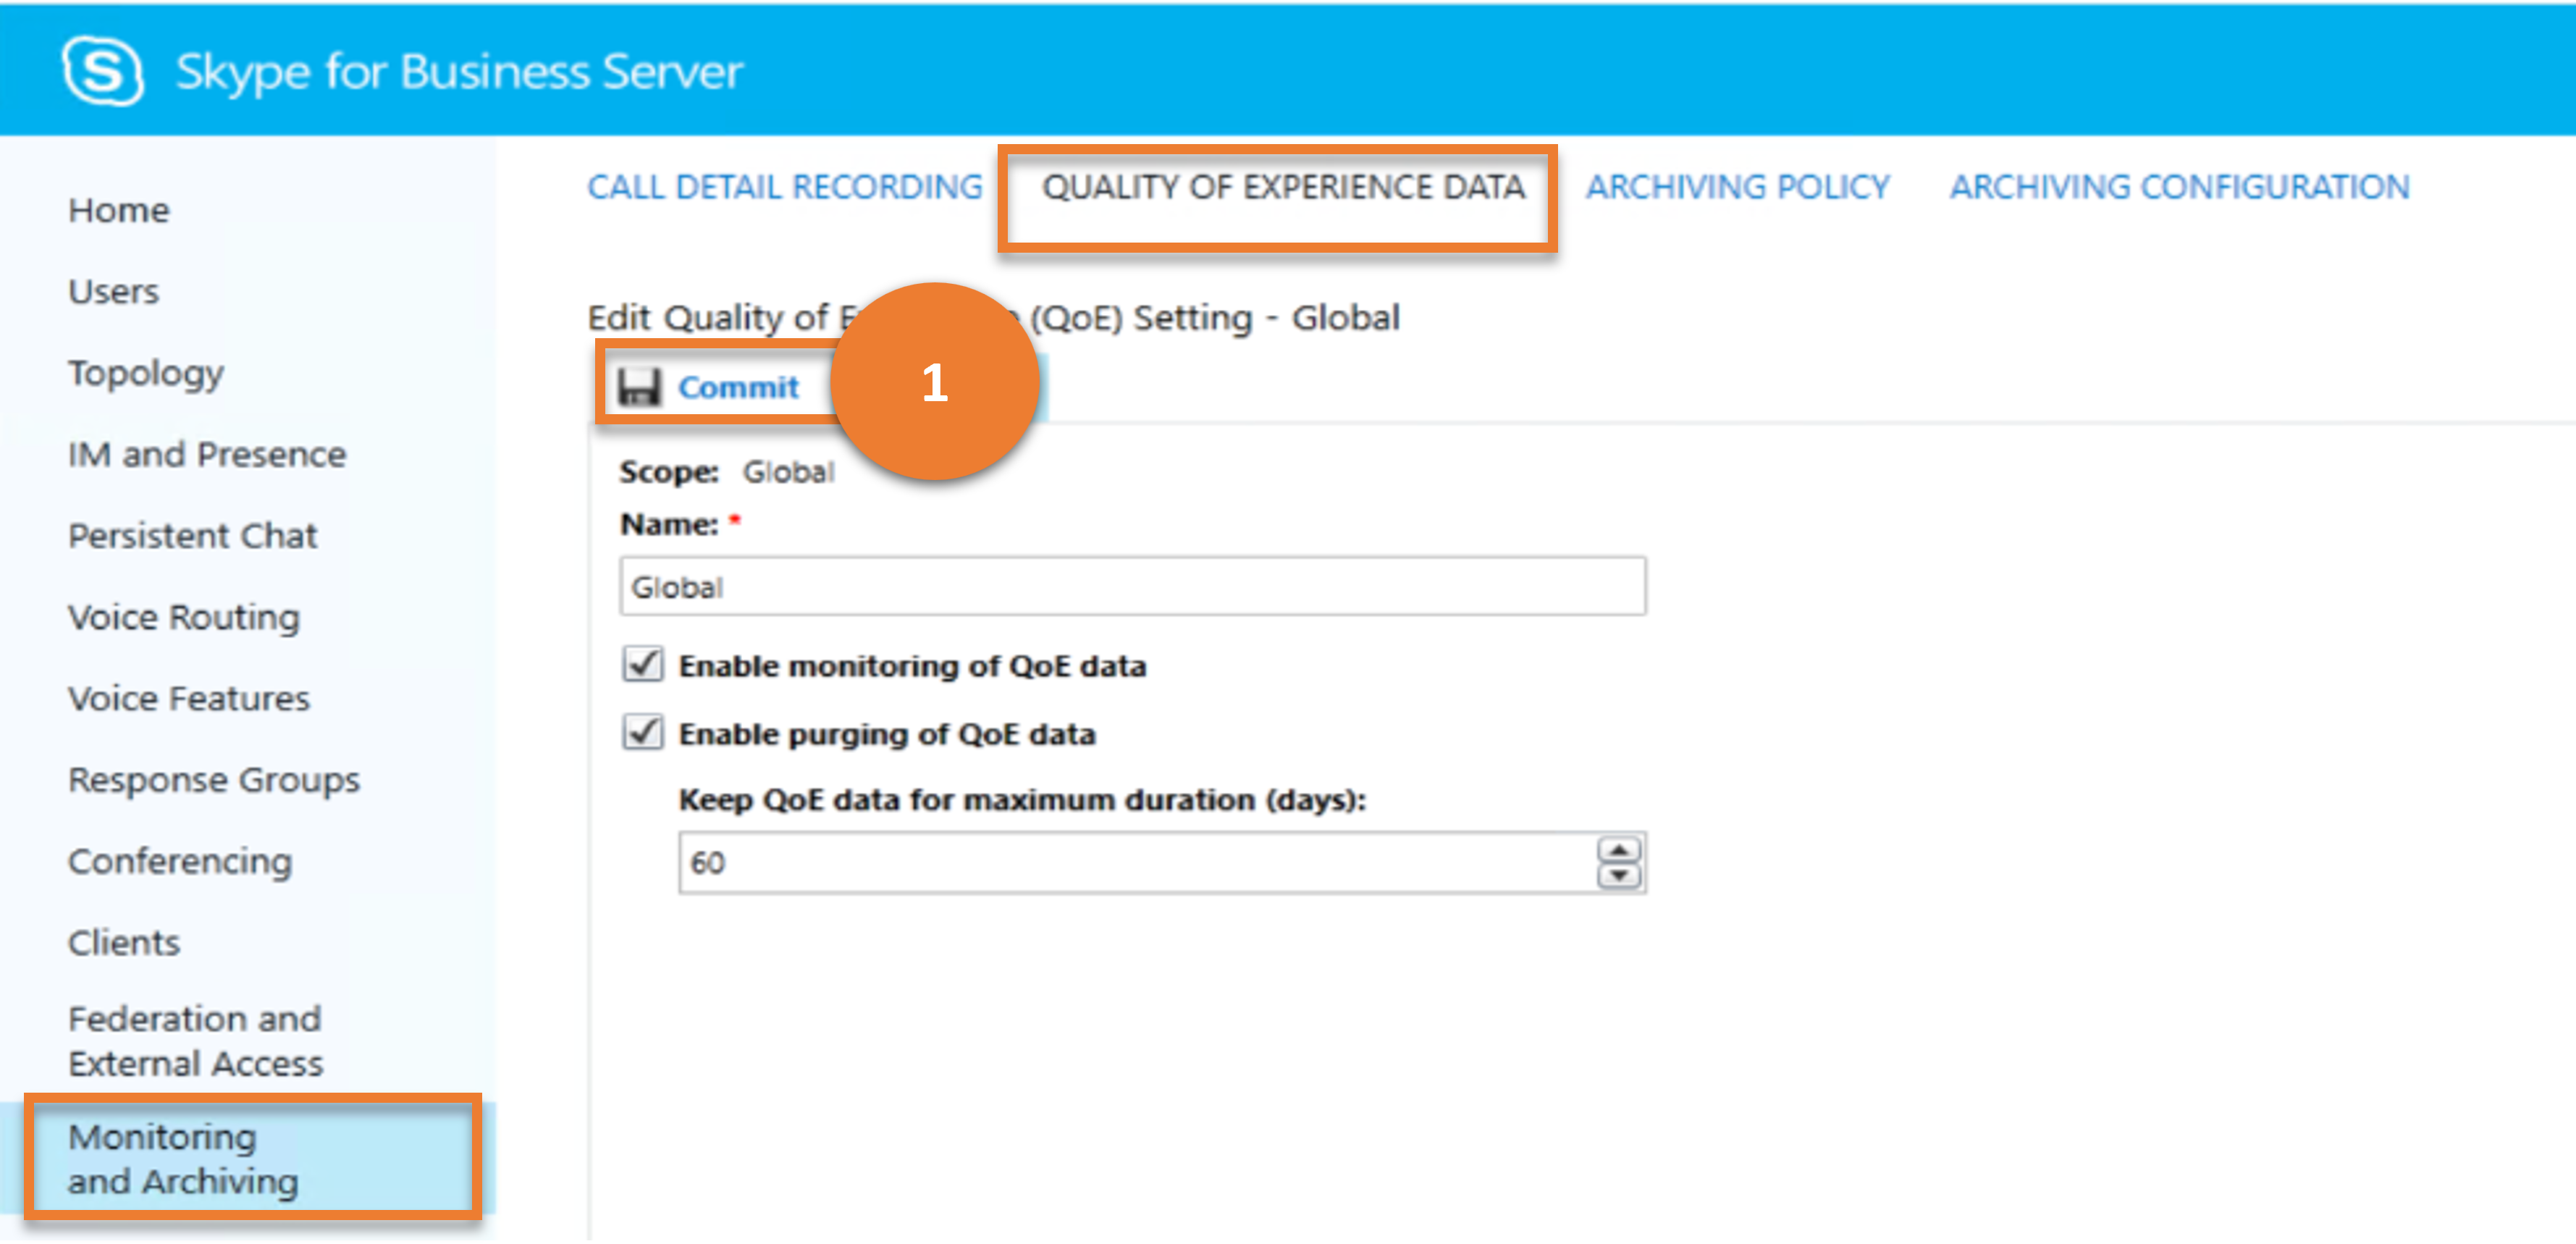 Skype for Business Server
Home
Users
Topology
IM and Presence
Persistent Chat
Voice Routing
Voice Features
Response Groups
Conferencing
Clients
Federation and
External Access
Monitoring
and Archiving
CALL DETAIL RECORDING QUALITY OF EXPERIENCE DATA ARCHIVING POLICY ARCHIVING CONFIGURATION
Edit Quality of (QoE) Setting - Global
Commit 1
Scope: Global
Name: *
Global
Enable monitoring of QoE data
Enable purging of QoE data
Keep QoE data for maximum duration (days):
60